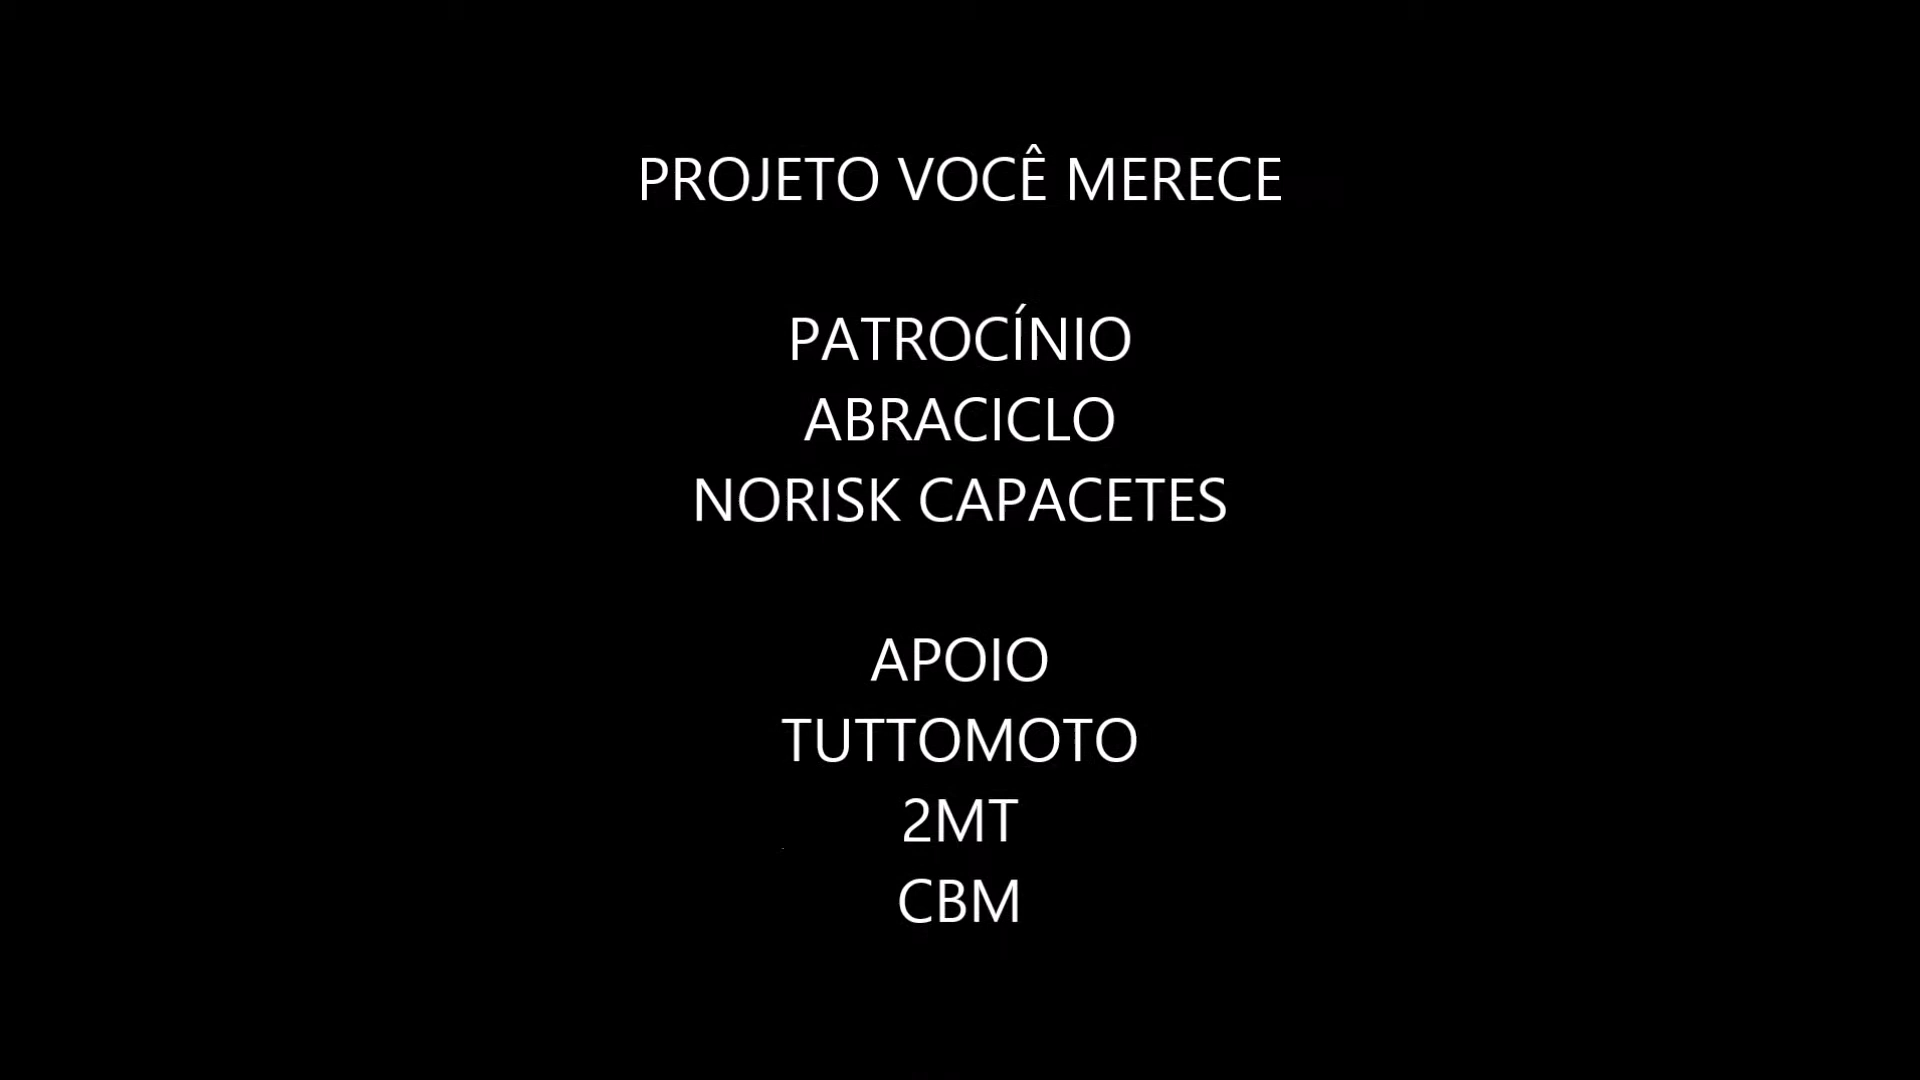 PROJETO VOCÊ MERECE
PATROCÍNIO
ABRACICLO
NORISK CAPACETES
APOIO
TUTTOMOTO
2MT
CBM